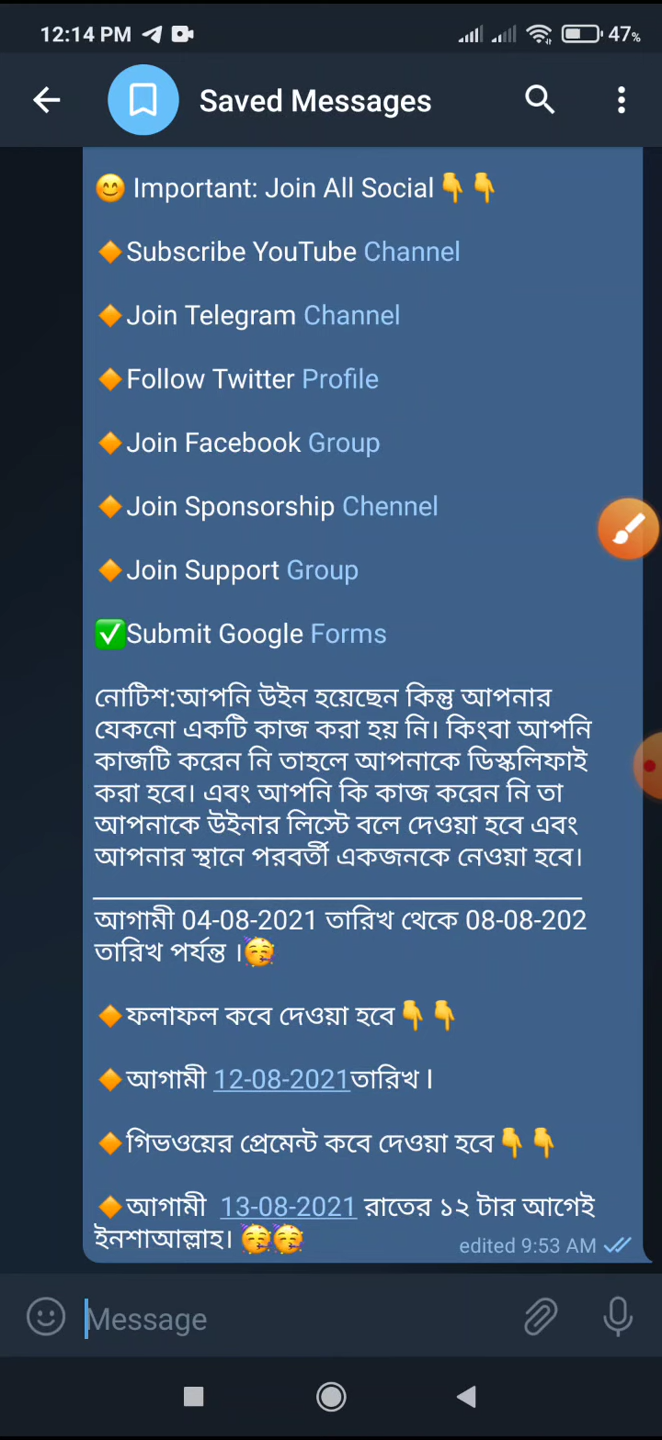 12:14 PM 47%
Saved Messages
😊 Important: Join All Social👇👇
🔸Subscribe YouTube Channel
🔸Join Telegram Channel
🔸Follow Twitter Profile
🔸Join Facebook Group
🔸Join Sponsorship Chennel
🔸Join Support Group
✅Submit Google Forms
নোটিশ:আপনি উইন হয়েছেন কিন্তু আপনার
যেকনো একটি কাজ করা হয় নি। কিংবা আপনি
কাজটি করেন নি তাহলে আপনাকে ডিস্কলিফাই
করা হবে। এবং আপনি কি কাজ করেন নি তা
আপনাকে উইনার লিস্টে বলে দেওয়া হবে এবং
আপনার স্থানে পরবর্তী একজনকে নেওয়া হবে।
আগামী 04-08-2021 তারিখ থেকে 08-08-202
তারিখ পর্যন্ত ।🥳
🔸ফলাফল কবে দেওয়া হবে👇👇
🔸আগামী 12-08-2021তারিখ l
🔸গিভওয়ের প্রেমেন্ট কবে দেওয়া হবে👇👇
🔸আগামী 13-08-2021 রাতের ১২ টার আগেই
ইনশাআল্লাহ। 🥳🥳
edited 9:53 AM
Message